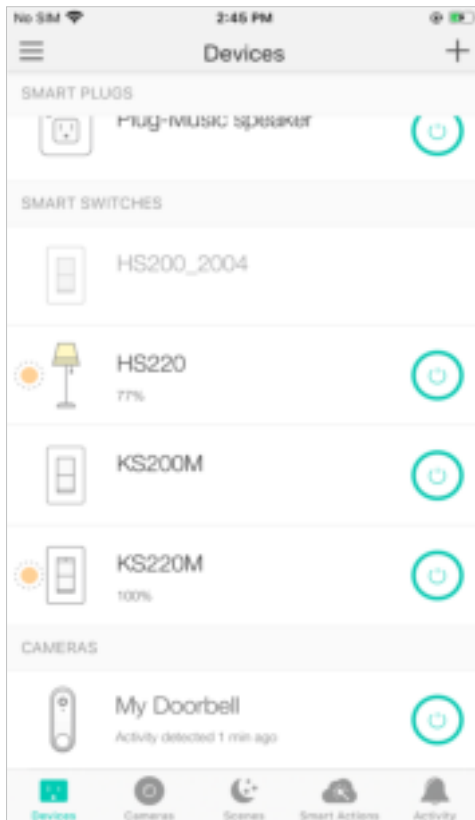 No SIM 2:45 PM
Devices
SMART PLUGS
Plug-Music speaker
SMART SWITCHES
HS200_2004
HS220
77%
KS200M
KS220M
100%
CAMERAS
My Doorbell
Activity detected 1 min ago
Devices Cameras Scenes Smart Actions Activity